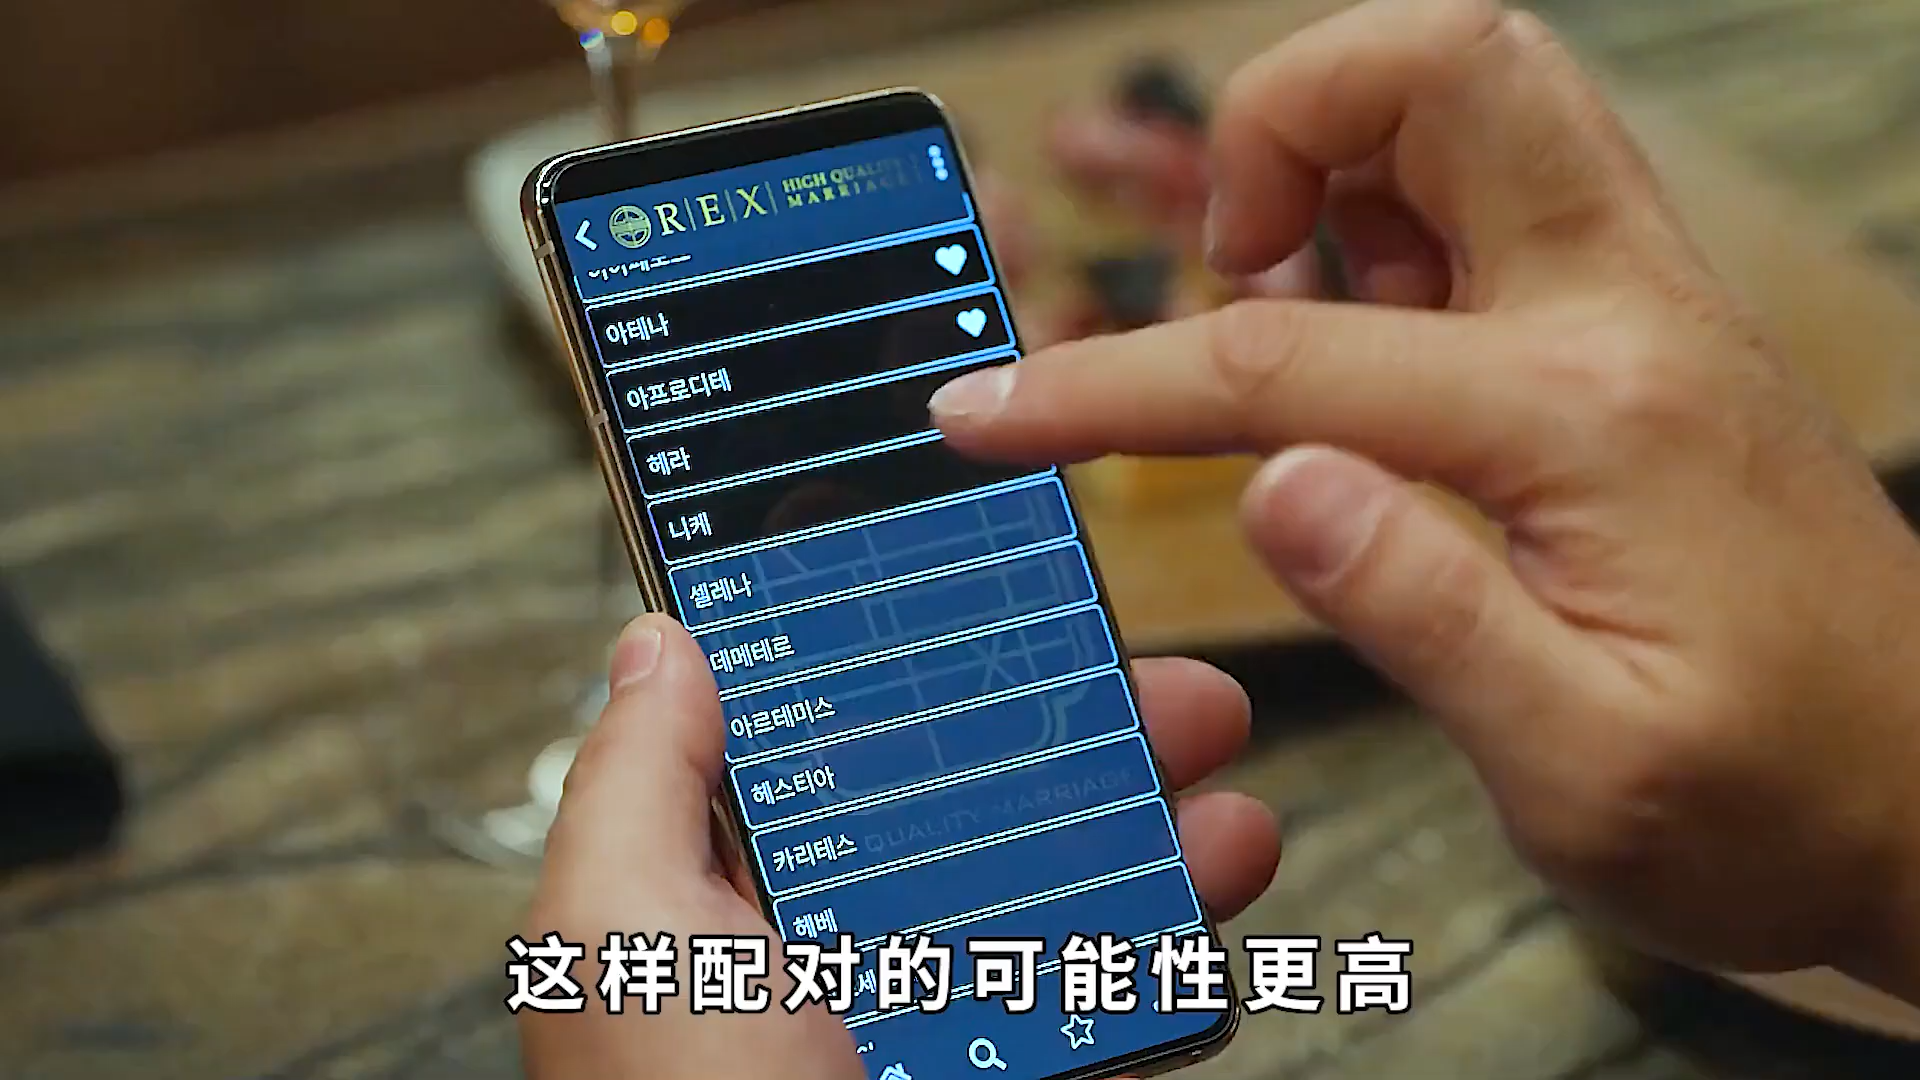 R|E|X| HIGH QUALITY
MARRIAGE
아테나
아프로디테
헤라
니케
셀레나
데메테르
아르테미스
헤스티아
QUALITY MARRIAGE
카리테스
헤베
这样配对的可能性更高